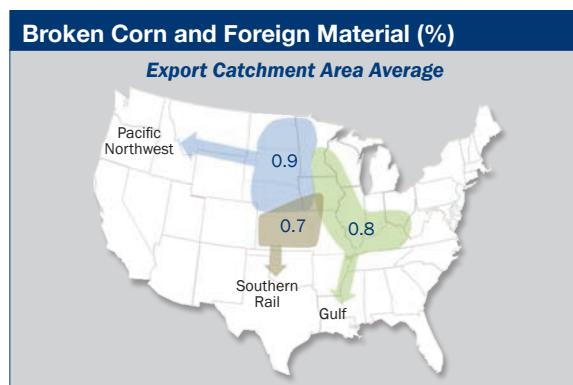 Broken Corn and Foreign Material (%)
Export Catchment Area Average
Pacific
Northwest
0.9
0.7
0.8
Southern
Rail
Gulf